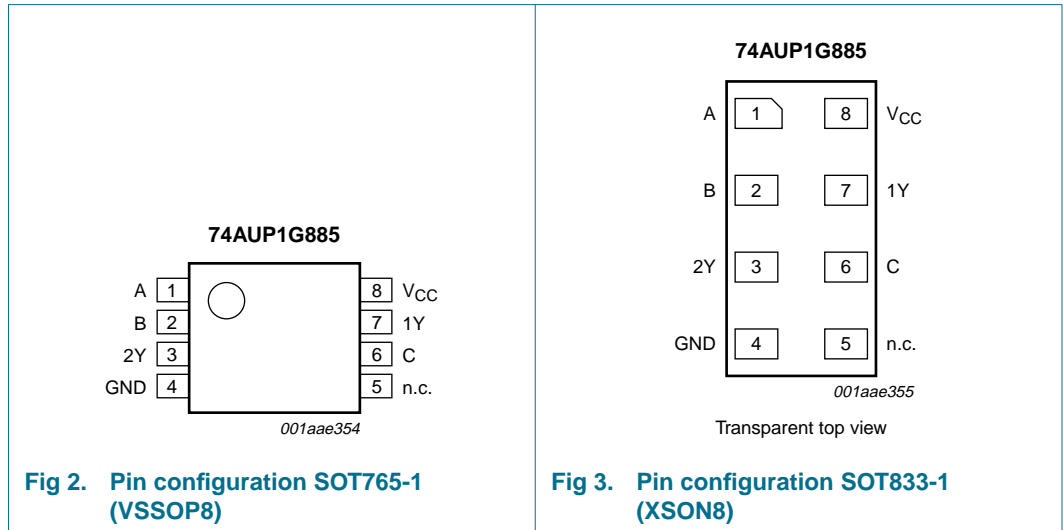 74AUP1G885
A 1 8 VCC
B 2 7 1Y
2Y 3 6 C
GND 4 5 n.c.
001aae354
Fig 2. Pin configuration SOT765-1
(VSSOP8)
74AUP1G885
A 1 8 VCC
B 2 7 1Y
2Y 3 6 C
GND 4 5 n.c.
001aae355
Transparent top view
Fig 3. Pin configuration SOT833-1
(XSON8)